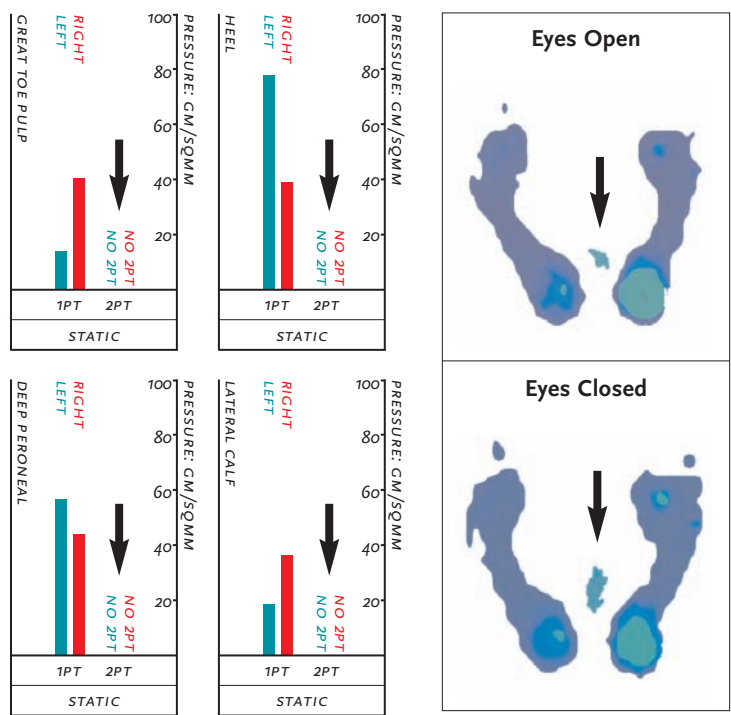 GREAT TOE PULP
LEFT
RIGHT
100
80
60
40
20
PRESSURE: GM/SQMM
NO 2PT
NO 2PT
1PT 2PT
STATIC
HEEL
LEFT
RIGHT
100
80
60
40
20
PRESSURE: GM/SQMM
NO 2PT
NO 2PT
1PT 2PT
STATIC
Eyes Open
DEEP PERONEAL
LEFT
RIGHT
100
80
60
40
20
PRESSURE: GM/SQMM
NO 2PT
NO 2PT
1PT 2PT
STATIC
LATERAL CALF
LEFT
RIGHT
100
80
60
40
20
PRESSURE: GM/SQMM
NO 2PT
NO 2PT
1PT 2PT
STATIC
Eyes Closed